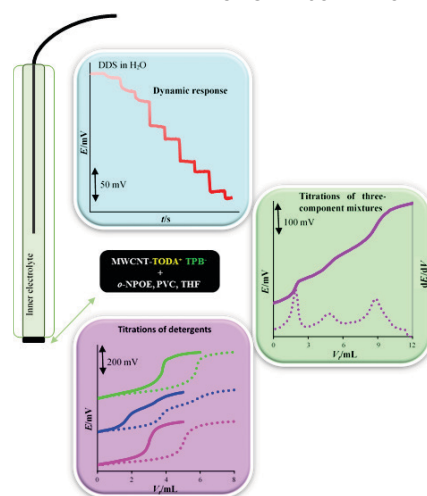 DDS in H₂O
Dynamic response
E/mV
50 mV
t/s
Inner electrolyte
MWCNT-TODA⁺ TPB⁻
+
o-NPOE, PVC, THF
Titrations of three-
component mixtures
100 mV
E/mV
dE/dV
0 3 6 9 12
Vₜ/mL
Titrations of detergents
200 mV
E/mV
0 2 4 6 8
Vₜ/mL